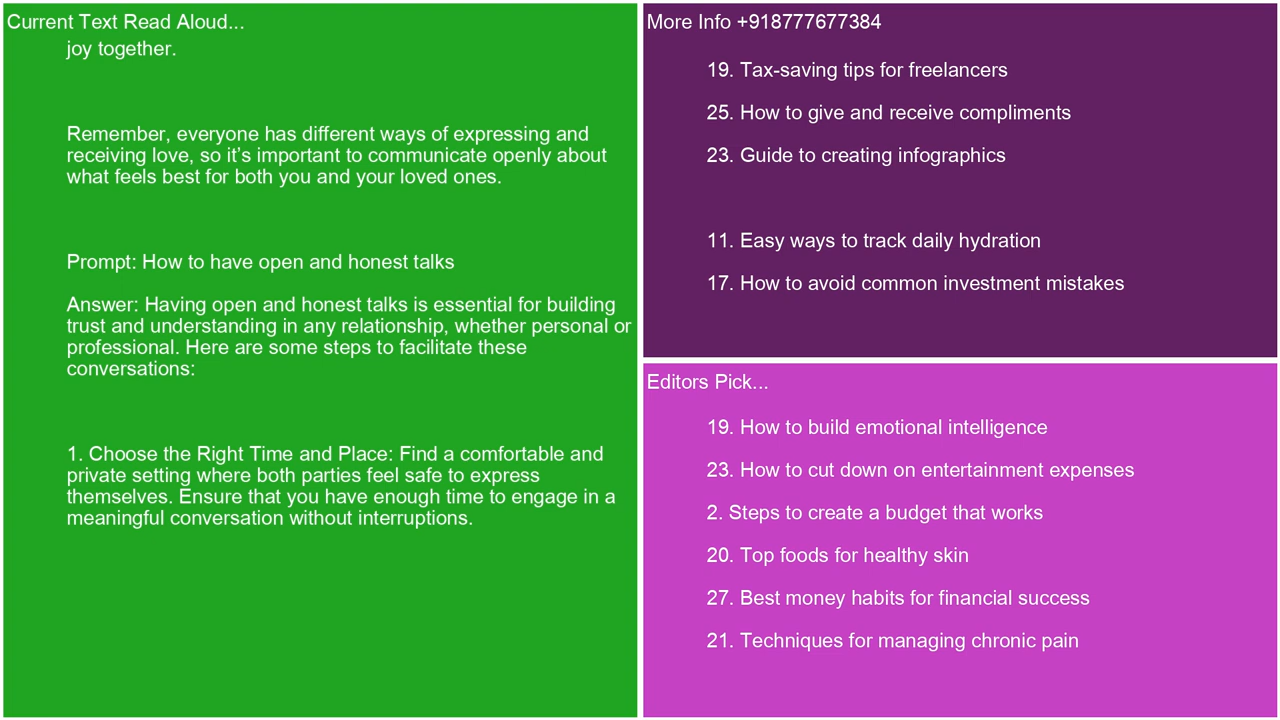 Current Text Read Aloud...
joy together.
Remember, everyone has different ways of expressing and
receiving love, so it’s important to communicate openly about
what feels best for both you and your loved ones.
Prompt: How to have open and honest talks
Answer: Having open and honest talks is essential for building
trust and understanding in any relationship, whether personal or
professional. Here are some steps to facilitate these
conversations:
1. Choose the Right Time and Place: Find a comfortable and
private setting where both parties feel safe to express
themselves. Ensure that you have enough time to engage in a
meaningful conversation without interruptions.
More Info +918777677384
19. Tax-saving tips for freelancers
25. How to give and receive compliments
23. Guide to creating infographics
11. Easy ways to track daily hydration
17. How to avoid common investment mistakes
Editors Pick...
19. How to build emotional intelligence
23. How to cut down on entertainment expenses
2. Steps to create a budget that works
20. Top foods for healthy skin
27. Best money habits for financial success
21. Techniques for managing chronic pain